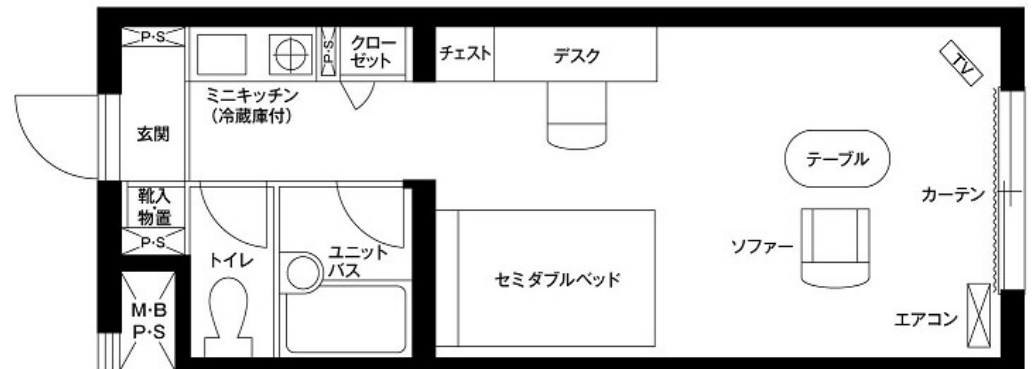 P・S
P・S
クロー
ゼット
チェスト
デスク
TV
ミニキッチン
(冷蔵庫付)
玄関
テーブル
カーテン
靴入
物置
P・S
トイレ
ユニット
バス
ソファー
セミダブルベッド
エアコン
M・B
P・S